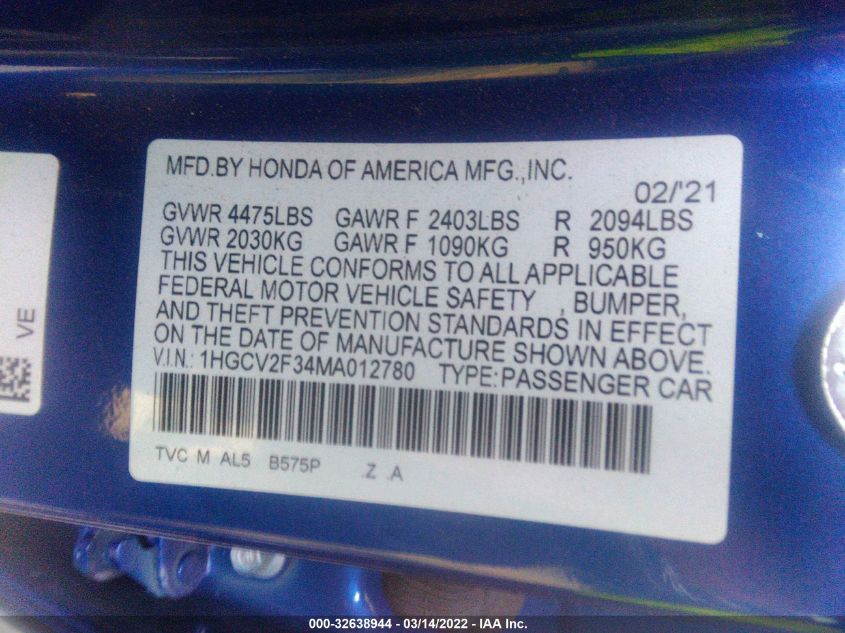 MFD.BY HONDA OF AMERICA MFG.,INC.
02/'21
GVWR 4475LBS GAWR F 2403LBS R 2094LBS
GVWR 2030KG GAWR F 1090KG R 950KG
THIS VEHICLE CONFORMS TO ALL APPLICABLE
FEDERAL MOTOR VEHICLE SAFETY , BUMPER,
AND THEFT PREVENTION STANDARDS IN EFFECT
ON THE DATE OF MANUFACTURE SHOWN ABOVE.
V.I.N.: 1HGCV2F34MA012780 TYPE: PASSENGER CAR
TVC M AL5 B575P .Z .A
VE
000-32638944 - 03/14/2022 - IAA Inc.